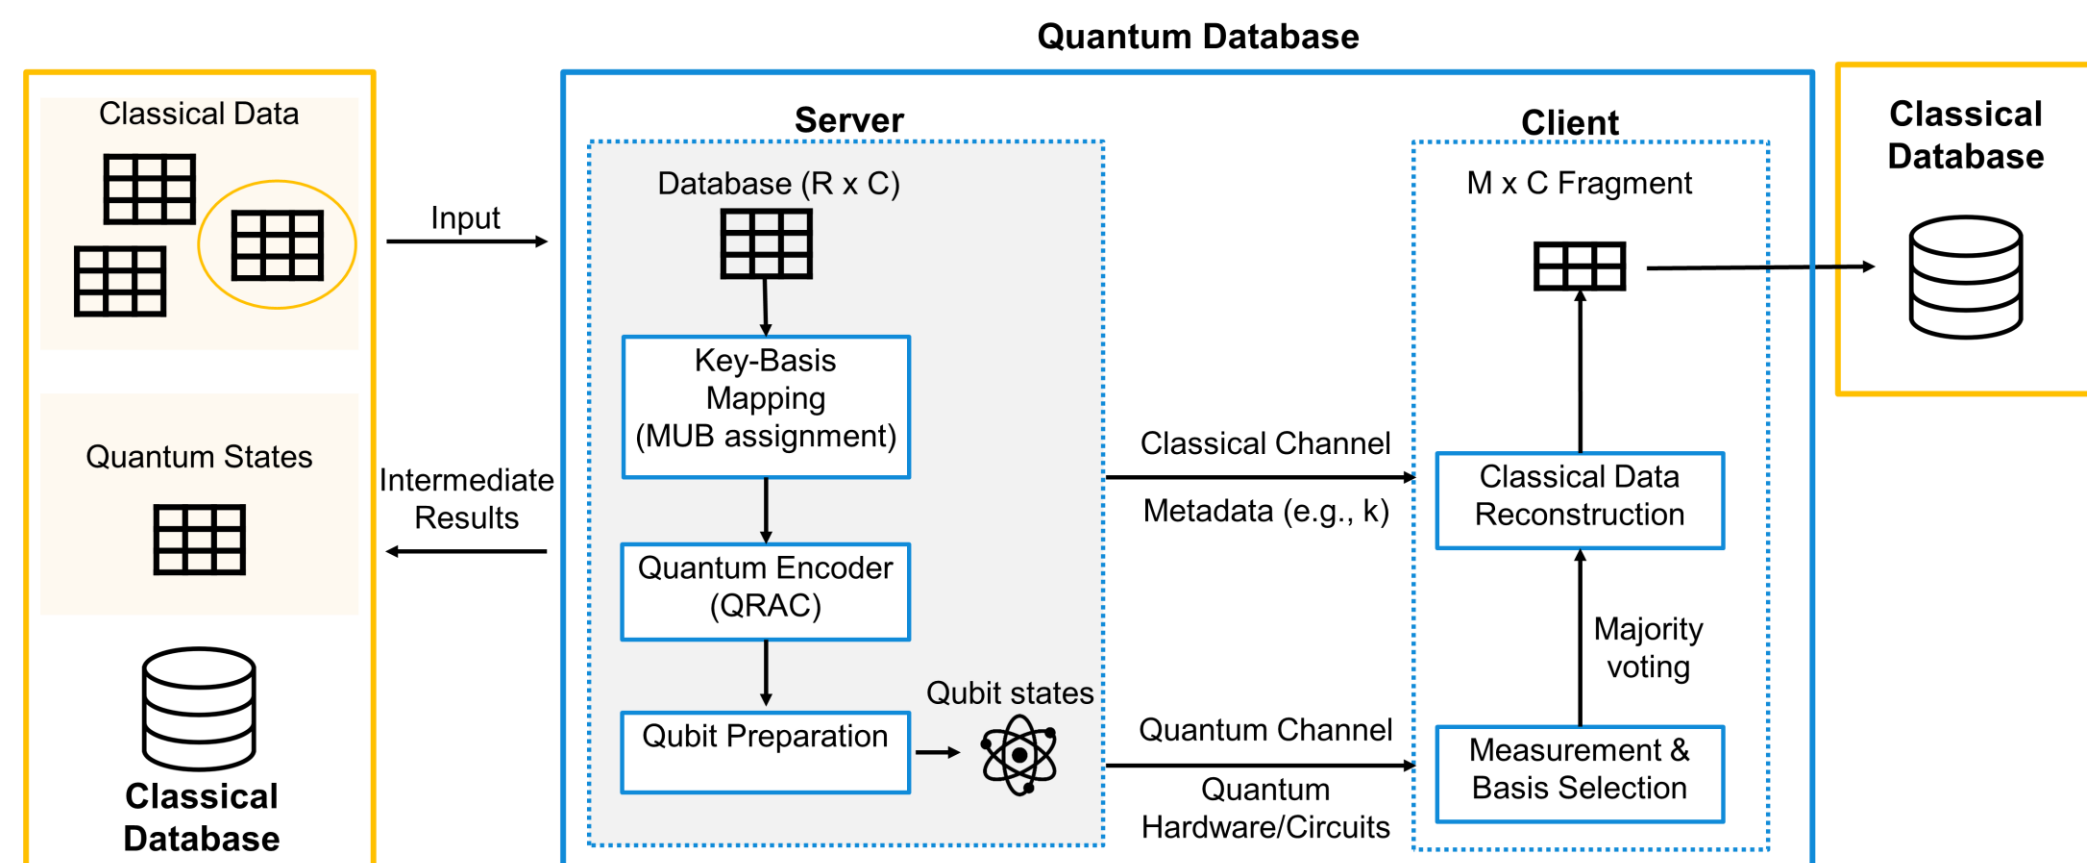 Quantum Database
Classical Data
Quantum States
Classical
Database
Input
Intermediate
Results
Server
Database (R x C)
Key-Basis
Mapping
(MUB assignment)
Quantum Encoder
(QRAC)
Qubit Preparation
Qubit states
Classical Channel
Metadata (e.g., k)
Quantum Channel
Quantum
Hardware/Circuits
Client
M x C Fragment
Classical Data
Reconstruction
Majority
voting
Measurement &
Basis Selection
Classical
Database